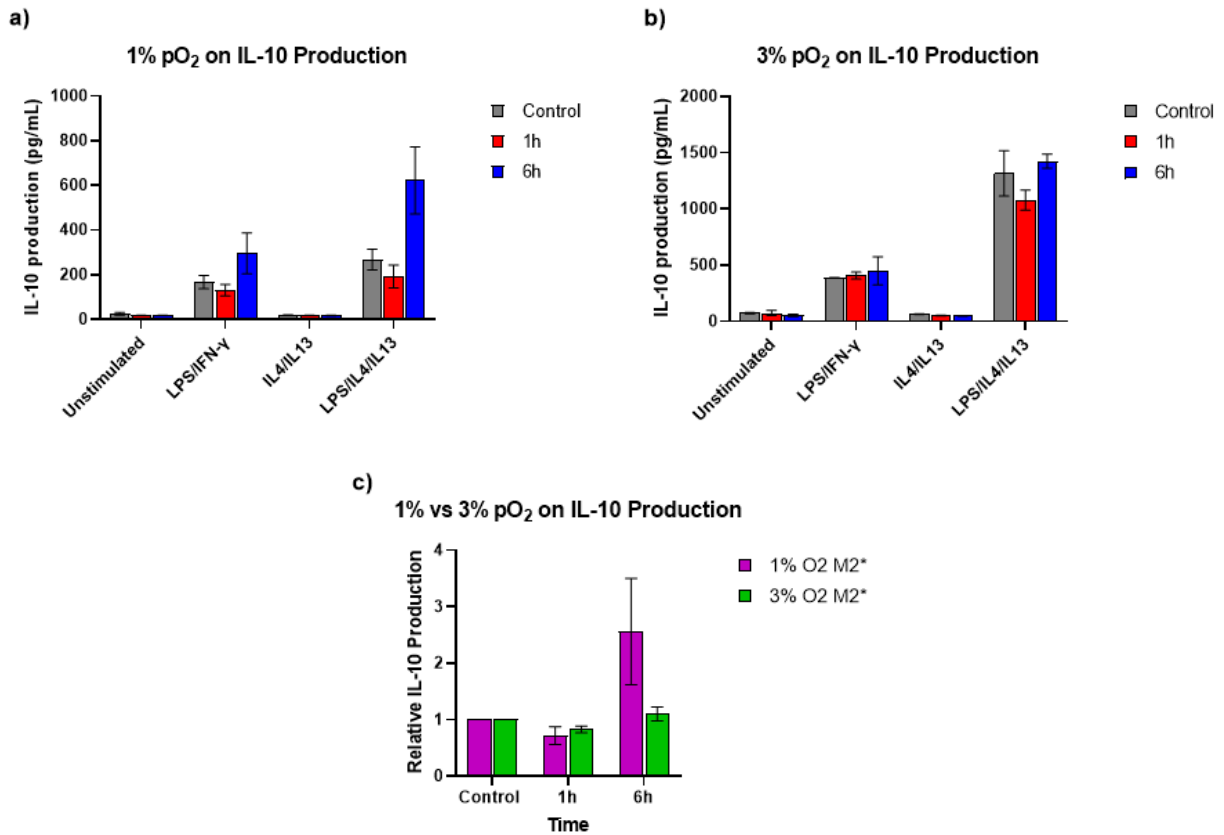 a)
1% pO2 on IL-10 Production
IL-10 production (pg/mL)
1000
800
600
400
200
0
Unstimulated
LPS/IFN-γ
IL4/IL13
LPS/IL4/IL13
Control
1h
6h
b)
3% pO2 on IL-10 Production
IL-10 production (pg/mL)
2000
1500
1000
500
0
Unstimulated
LPS/IFN-γ
IL4/IL13
LPS/IL4/IL13
Control
1h
6h
c)
1% vs 3% pO2 on IL-10 Production
Relative IL-10 Production
4
3
2
1
0
Control
1h
6h
Time
1% O2 M2*
3% O2 M2*